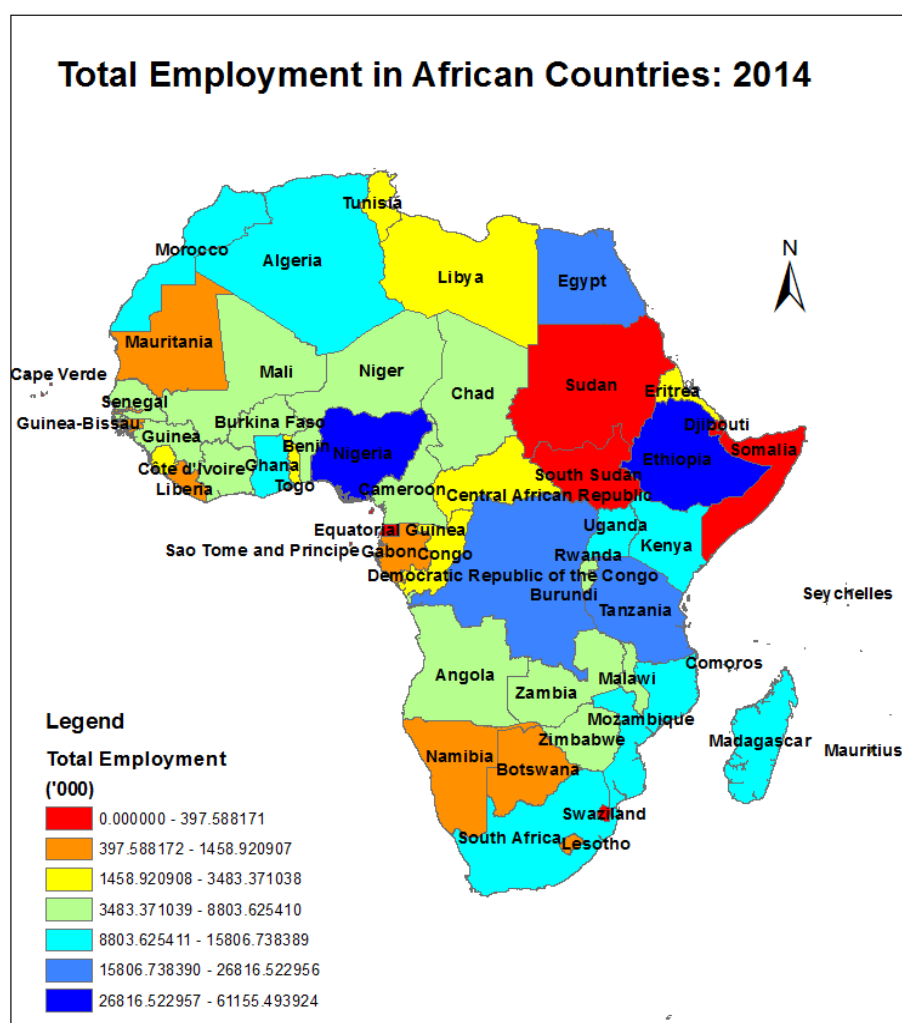 Total Employment in African Countries: 2014
N
Tunisia
Morocco
Algeria
Libya
Egypt
Mauritania
Cape Verde
Mali
Niger
Chad
Sudan
Eritrea
Senegal
Guinea-Bissau
Burkina Faso
Djibouti
Guinea
Benin
Nigeria
Somalia
Côte d'Ivoire
Ghana
Ethiopia
South Sudan
Liberia
Togo
Cameroon
Central African Republic
Equatorial Guinea
Uganda
Sao Tome and Principe
Gabon
Congo
Rwanda
Kenya
Democratic Republic of the Congo
Burundi
Seychelles
Tanzania
Comoros
Angola
Malawi
Zambia
Mozambique
Zimbabwe
Madagascar
Mauritius
Namibia
Botswana
Swaziland
South Africa
Lesotho
Legend
Total Employment
('000)
0.000000 - 397.588171
397.588172 - 1458.920907
1458.920908 - 3483.371038
3483.371039 - 8803.625410
8803.625411 - 15806.738389
15806.738390 - 26816.522956
26816.522957 - 61155.493924